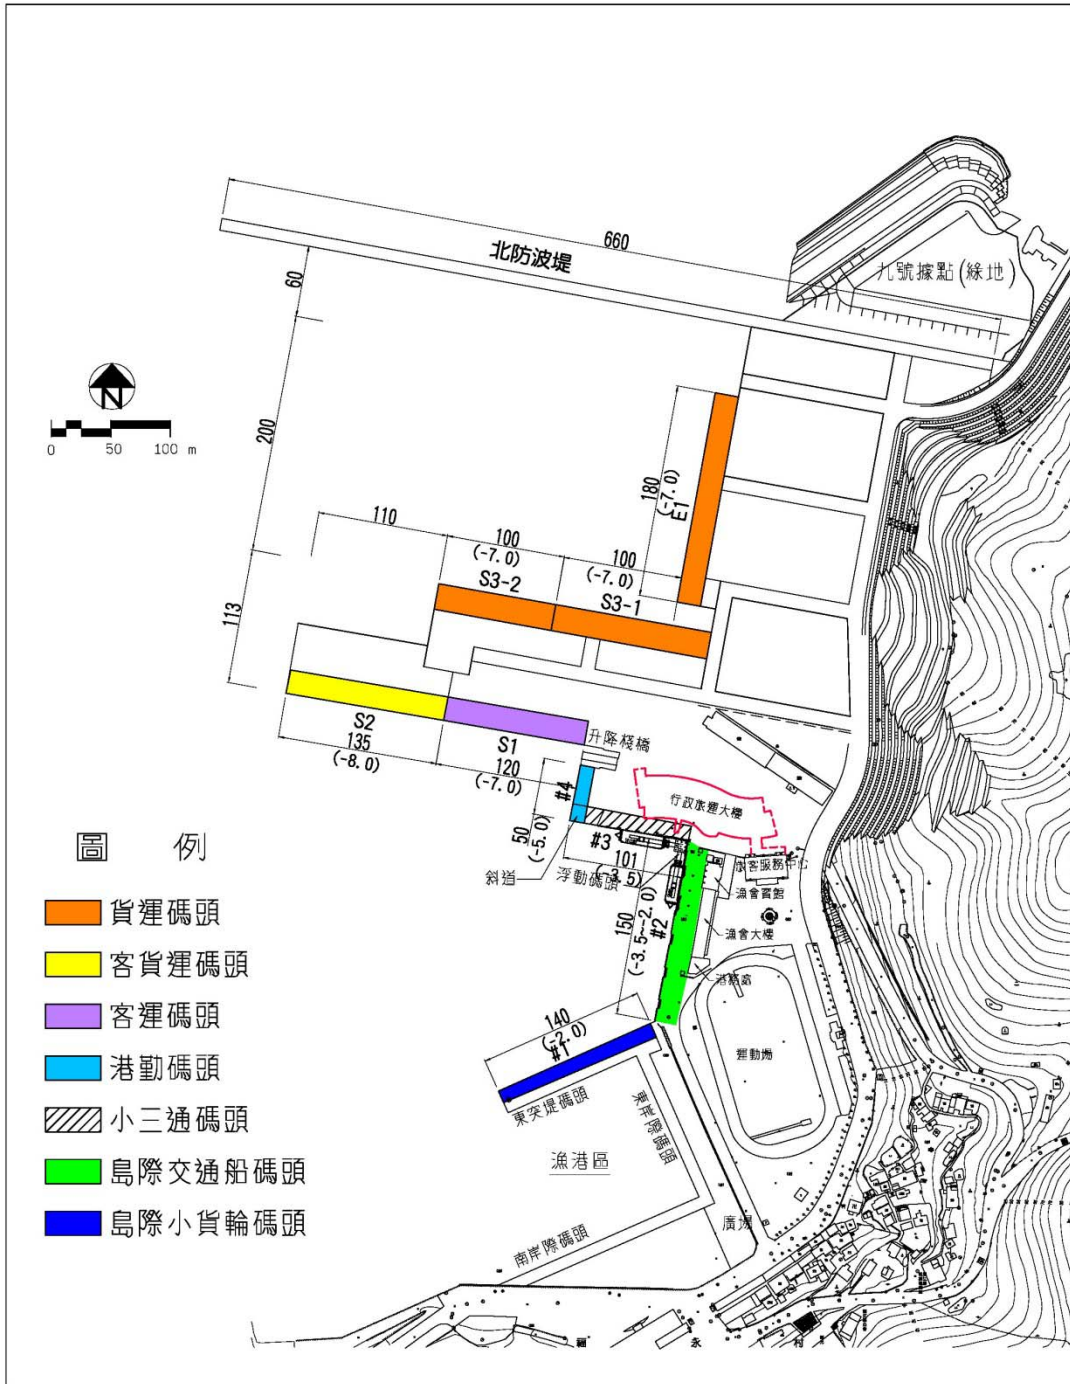 660
北防波堤
九號據點(綠地)
60
N
0 50 100 m
200
180
(-7.0)
E1
110
100
(-7.0)
100
(-7.0)
S3-2
S3-1
113
S2
135
(-8.0)
S1
120
(-7.0)
升降棧橋
#4
50
(-5.0)
行政旅運大樓
#3
101
(-3.5)
斜道
浮動碼頭
旅客服務中心
漁會賓館
150
(-3.5~-2.0)
#2
漁會大樓
港務處
140
(-2.0)
#1
運動場
東突堤碼頭
東岸際碼頭
漁港區
廣場
南岸際碼頭
村
圖 例
貨運碼頭
客貨運碼頭
客運碼頭
港勤碼頭
小三通碼頭
島際交通船碼頭
島際小貨輪碼頭